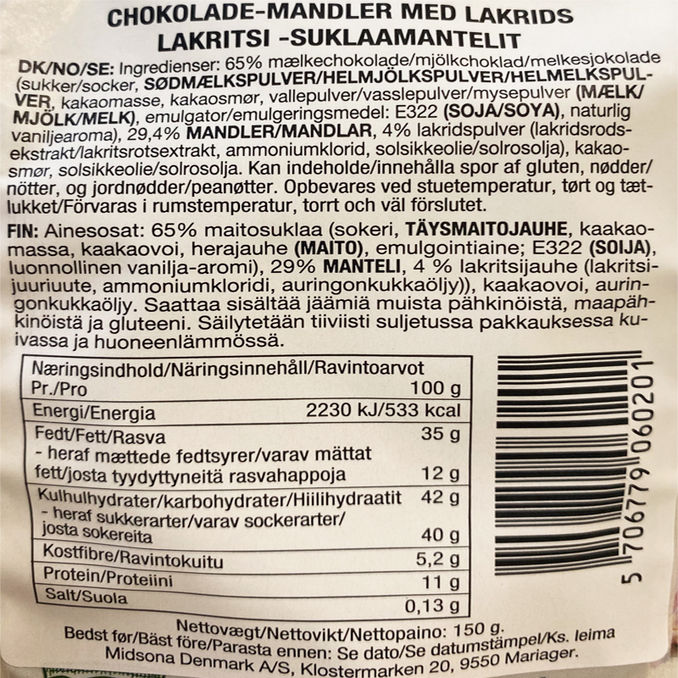 CHOKOLADE-MANDLER MED LAKRIDS
LAKRITSI -SUKLAAMANTELIT
DK/NO/SE: Ingredienser: 65% mælkechokolade/mjölkchoklad/melkesjokolade
(sukker/socker, SØDMÆLKSPULVER/HELMJÖLKSPULVER/HELMELKSPUL-
VER, kakaomasse, kakaosmør, vallepulver/vasslepulver/mysepulver (MÆLK/
MJÖLK/MELK), emulgator/emulgeringsmedel: E322 (SOJA/SOYA), naturlig
vaniljearoma), 29,4% MANDLER/MANDLAR, 4% lakridspulver (lakridsrods-
ekstrakt/lakritsrotsextrakt, ammoniumklorid, solsikkeolie/solrosolja), kakao-
smør, solsikkeolie/solrosolja. Kan indeholde/innehålla spor af gluten, nødder/
nötter, og jordnødder/peanøtter. Opbevares ved stuetemperatur, tørt og tæt-
lukket/Förvaras i rumstemperatur, torrt och väl förslutet.
FIN: Ainesosat: 65% maitosuklaa (sokeri, TÄYSMAITOJAUHE, kaakao-
massa, kaakaovoi, herajauhe (MAITO), emulgointiaine; E322 (SOIJA),
luonnollinen vanilja-aromi), 29% MANTELI, 4 % lakritsijauhe (lakritsi-
juuriuute, ammoniumkloridi, auringonkukkaöljy)), kaakaovoi, aurin-
gonkukkaöljy. Saattaa sisältää jäämiä muista pähkinöistä, maapäh-
kinöistä ja gluteeni. Säilytetään tiiviisti suljetussa pakkauksessa ku-
ivassa ja huoneenlämmössä.
Næringsindhold/Näringsinnehåll/Ravintoarvot
Pr./Pro 100 g
Energi/Energia 2230 kJ/533 kcal
Fedt/Fett/Rasva 35 g
- heraf mættede fedtsyrer/varav mättat
fett/josta tyydyttyneitä rasvahappoja 12 g
Kulhulhydrater/karbohydrater/Hiilihydraatit 42 g
- heraf sukkerarter/varav sockerarter/
josta sokereita 40 g
Kostfibre/Ravintokuitu 5,2 g
Protein/Proteiini 11 g
Salt/Suola 0,13 g
5 706779 060201
Nettovægt/Nettovikt/Nettopaino: 150 g.
Bedst før/Bäst före/Parasta ennen: Se dato/Se datumstämpel/Ks. leima
Midsona Denmark A/S, Klostermarken 20, 9550 Mariager.